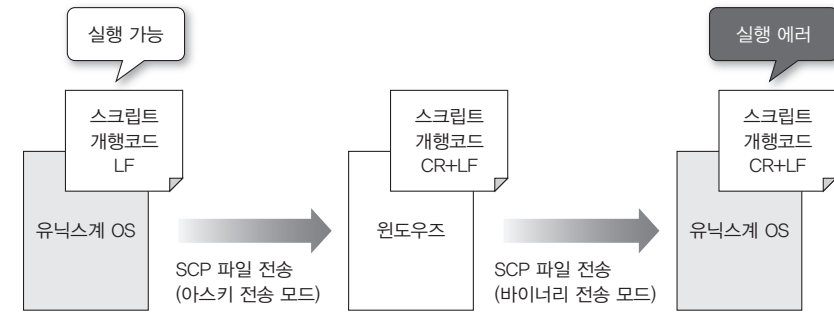 실행 가능
스크립트
개행코드
LF
유닉스계 OS
SCP 파일 전송
(아스키 전송 모드)
스크립트
개행코드
CR+LF
윈도우즈
SCP 파일 전송
(바이너리 전송 모드)
실행 에러
스크립트
개행코드
CR+LF
유닉스계 OS